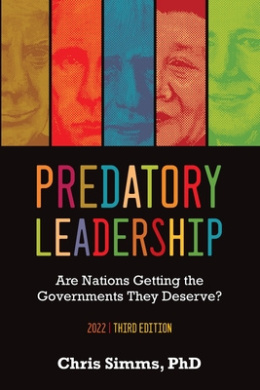 PREDATORY
LEADERSHIP
Are Nations Getting the
Governments They Deserve?
2022 | THIRD EDITION
Chris Simms, PhD